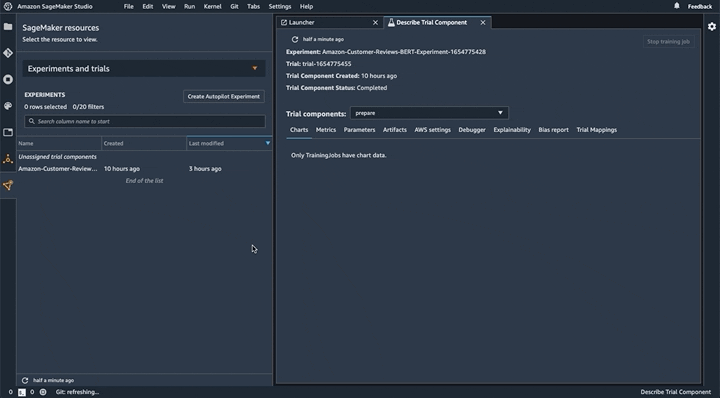 Amazon SageMaker Studio File Edit View Run Kernel Git Tabs Settings Help Feedback
SageMaker resources
Select the resource to view.
Experiments and trials
EXPERIMENTS
0 rows selected 0/20 filters
Create Autopilot Experiment
Search column name to start
Name Created Last modified
Unassigned trial components
Amazon-Customer-Review... 10 hours ago 3 hours ago
End of the list
half a minute ago
Launcher Describe Trial Component
half a minute ago
Stop training job
Experiment: Amazon-Customer-Reviews-BERT-Experiment-1654775428
Trial: trial-1654775455
Trial Component Created: 10 hours ago
Trial Component Status: Completed
Trial components: prepare
Charts Metrics Parameters Artifacts AWS settings Debugger Explainability Bias report Trial Mappings
Only TrainingJobs have chart data.
0 0 Git: refreshing... Describe Trial Component